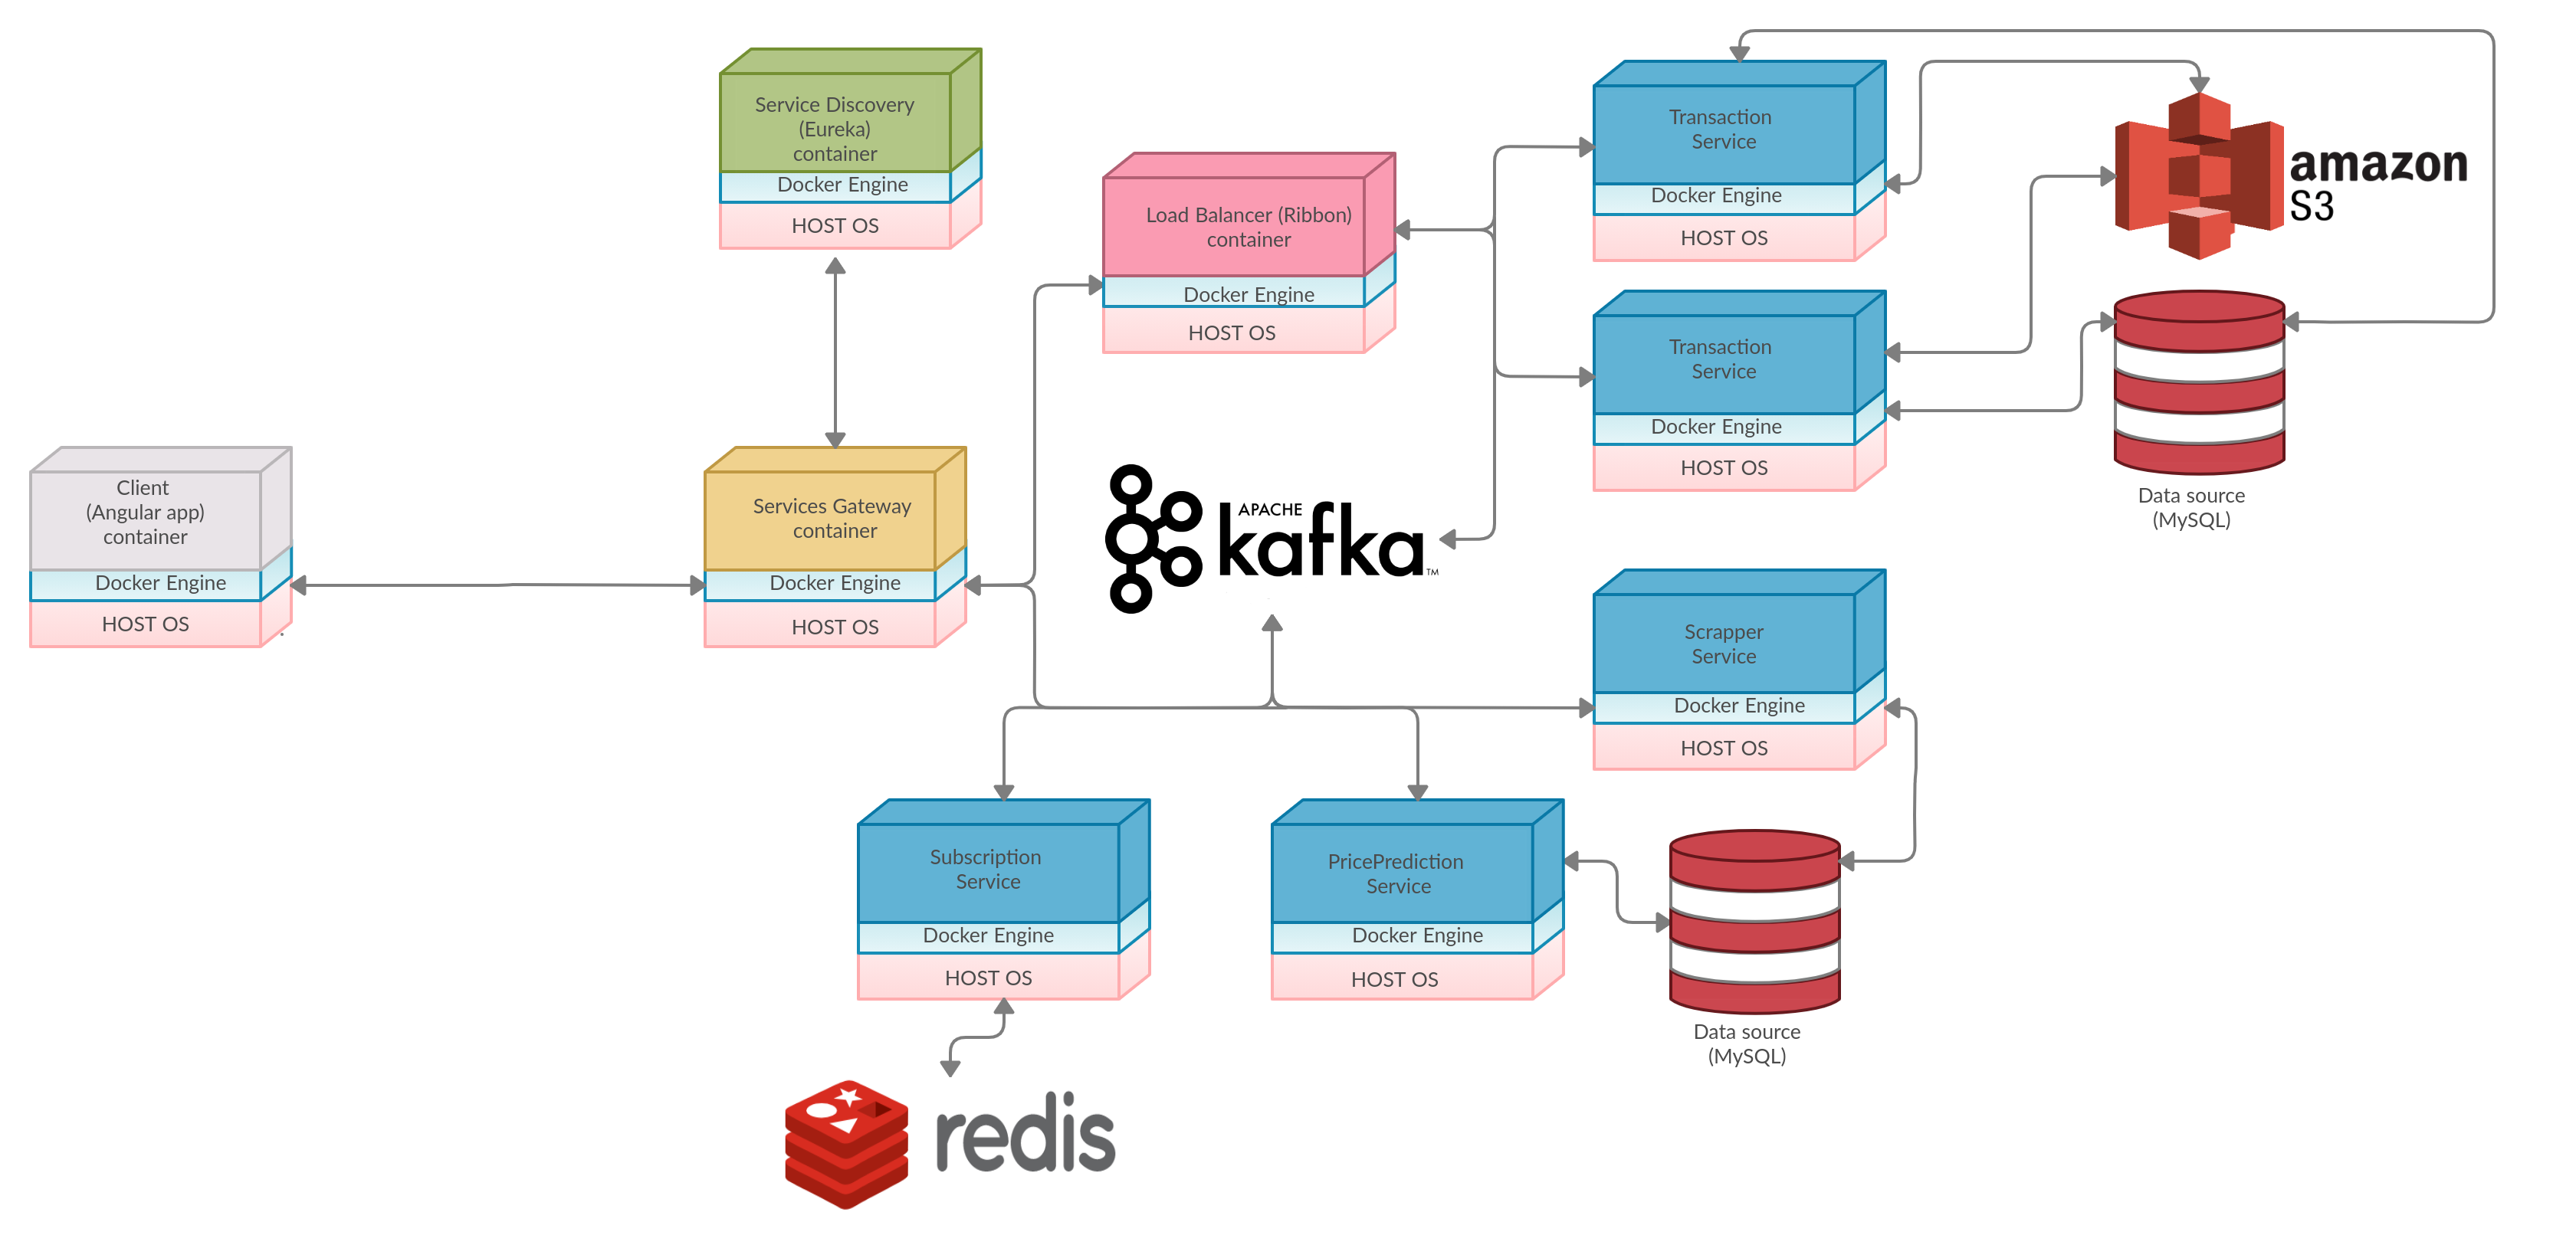 Service Discovery
(Eureka)
container
Docker Engine
HOST OS
Load Balancer (Ribbon)
container
Docker Engine
HOST OS
Transaction
Service
Docker Engine
HOST OS
amazon
S3
Transaction
Service
Docker Engine
HOST OS
Data source
(MySQL)
Client
(Angular app)
container
Docker Engine
HOST OS
Services Gateway
container
Docker Engine
HOST OS
APACHE
kafka™
Scrapper
Service
Docker Engine
HOST OS
Subscription
Service
Docker Engine
HOST OS
PricePrediction
Service
Docker Engine
HOST OS
Data source
(MySQL)
redis